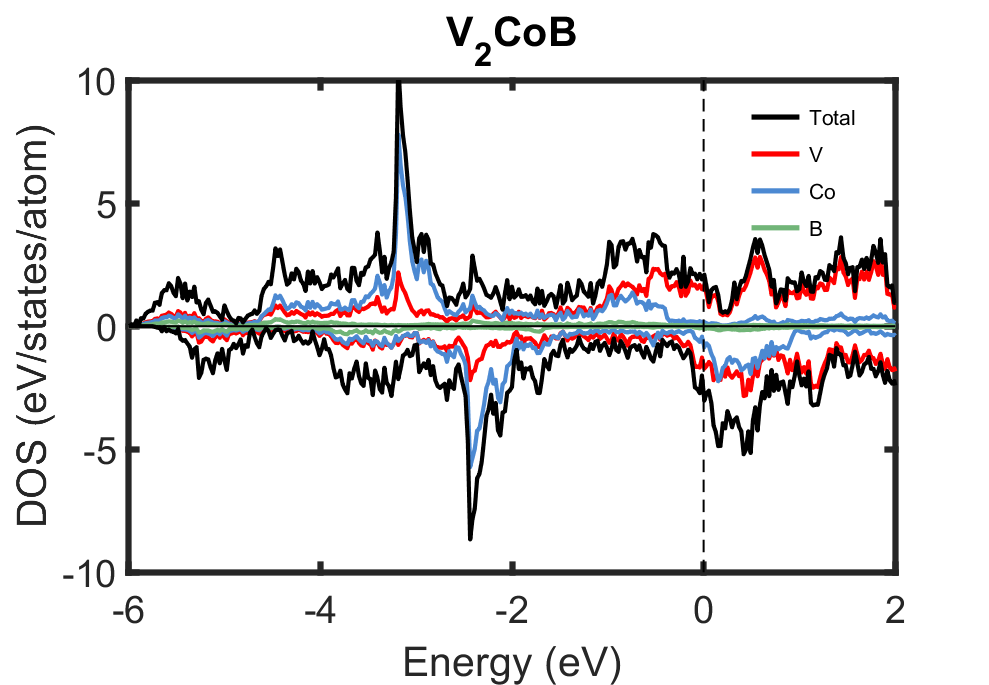 V₂CoB
10
5
0
-5
-10
DOS (eV/states/atom)
Total
V
Co
B
-6 -4 -2 0 2
Energy (eV)